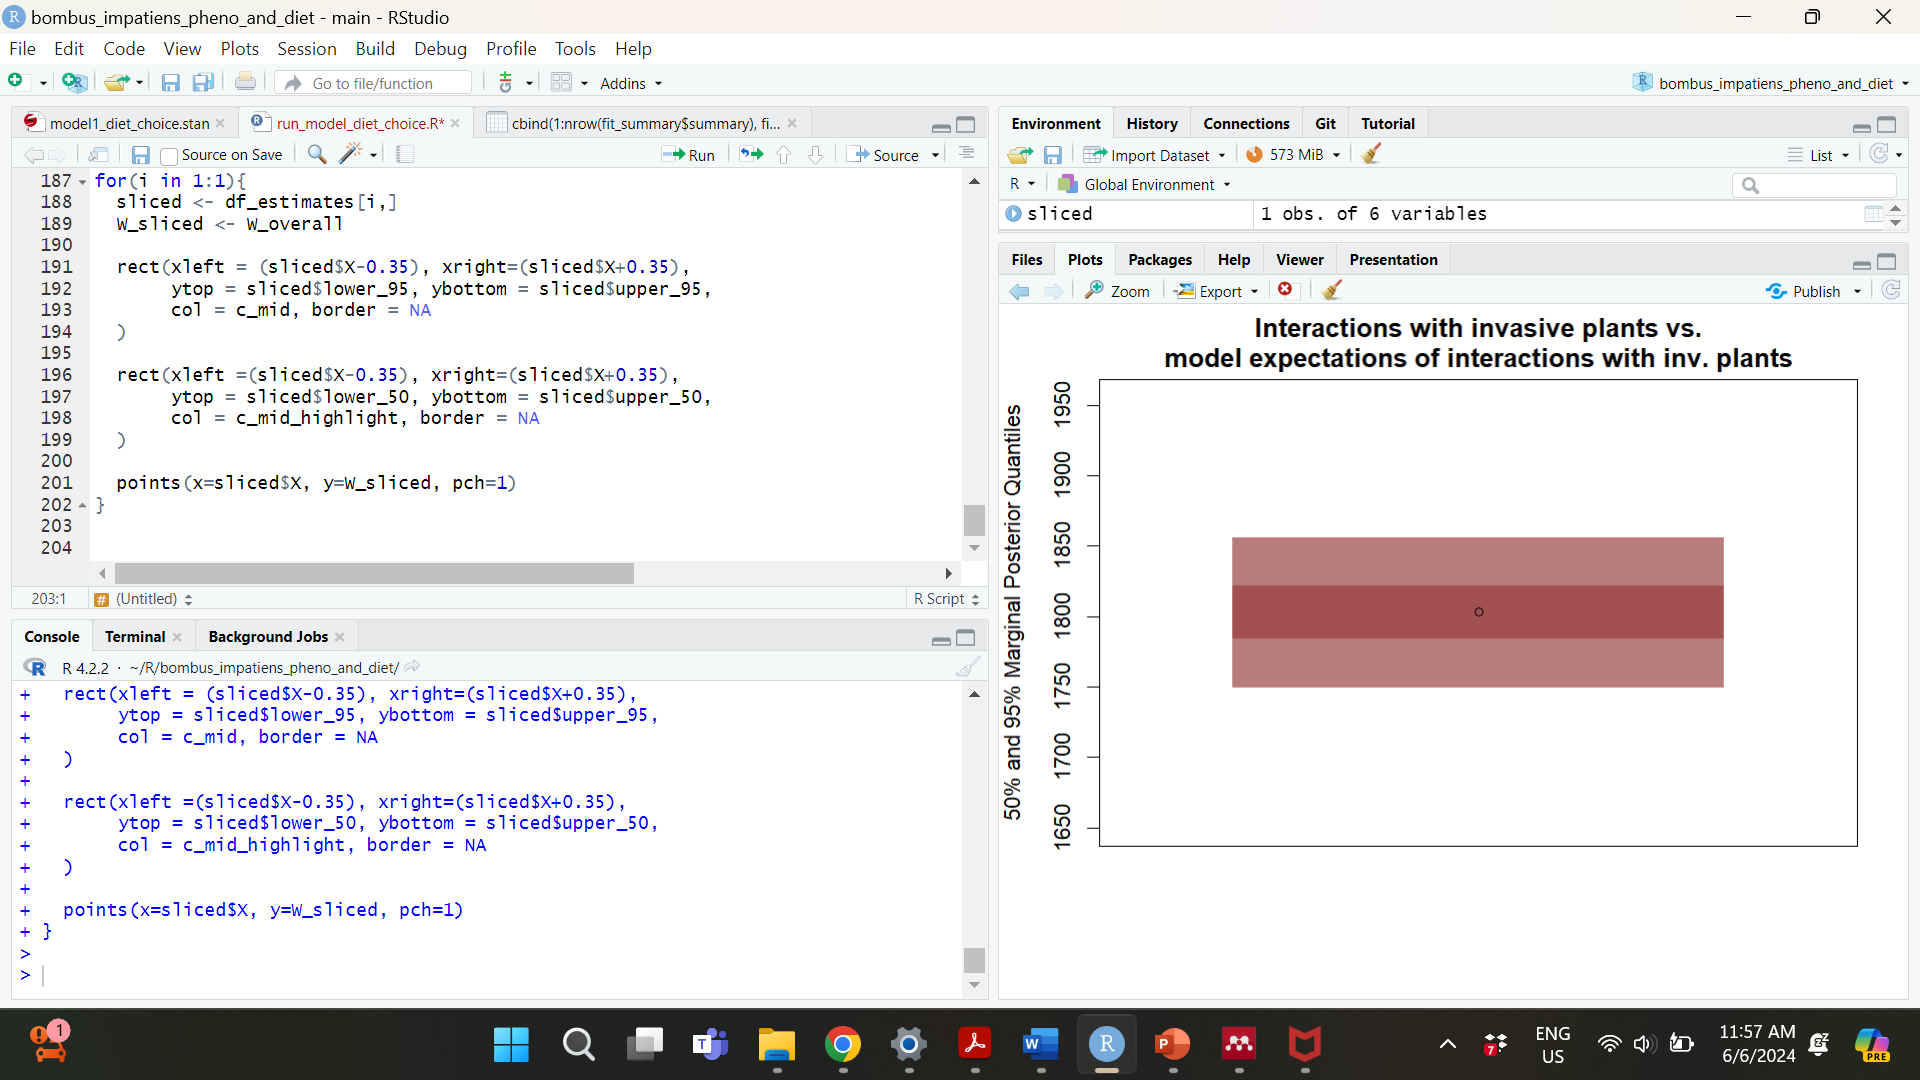 bombus_impatiens_pheno_and_diet - main - RStudio
File Edit Code View Plots Session Build Debug Profile Tools Help
Go to file/function Addins bombus_impatiens_pheno_and_diet
model1_diet_choice.stan run_model_diet_choice.R* cbind(1:nrow(fit_summary$summary), fi...
Source on Save Run Source
187 for(i in 1:1){
188 sliced <- df_estimates[i,]
189 W_sliced <- W_overall
190
191 rect(xleft = (sliced$X-0.35), xright=(sliced$X+0.35),
192 ytop = sliced$lower_95, ybottom = sliced$upper_95,
193 col = c_mid, border = NA
194 )
195
196 rect(xleft =(sliced$X-0.35), xright=(sliced$X+0.35),
197 ytop = sliced$lower_50, ybottom = sliced$upper_50,
198 col = c_mid_highlight, border = NA
199 )
200
201 points(x=sliced$X, y=W_sliced, pch=1)
202 }
203
204
203:1 # (Untitled) R Script
Console Terminal Background Jobs
R 4.2.2 · ~/R/bombus_impatiens_pheno_and_diet/
+ rect(xleft = (sliced$X-0.35), xright=(sliced$X+0.35),
+ ytop = sliced$lower_95, ybottom = sliced$upper_95,
+ col = c_mid, border = NA
+ )
+
+ rect(xleft =(sliced$X-0.35), xright=(sliced$X+0.35),
+ ytop = sliced$lower_50, ybottom = sliced$upper_50,
+ col = c_mid_highlight, border = NA
+ )
+
+ points(x=sliced$X, y=W_sliced, pch=1)
+ }
>
>
Environment History Connections Git Tutorial
Import Dataset 573 MiB List
R Global Environment
sliced 1 obs. of 6 variables
Files Plots Packages Help Viewer Presentation
Zoom Export Publish
Interactions with invasive plants vs.
model expectations of interactions with inv. plants
50% and 95% Marginal Posterior Quantiles
1950
1900
1850
1800
1750
1700
1650
1
T
W
R
P
7
ENG
US
11:57 AM
6/6/2024
PRE